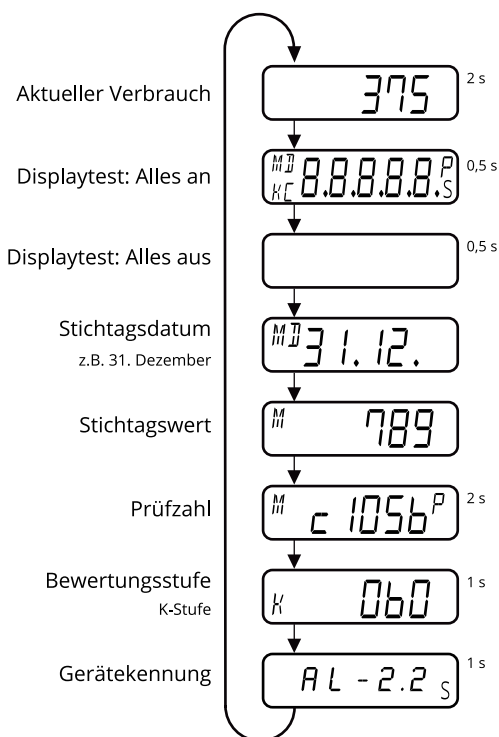 Aktueller Verbrauch 375 2 s
Displaytest: Alles an MD KC 8.8.8.8.8. P S 0,5 s
Displaytest: Alles aus 0,5 s
Stichtagsdatum MD 31.12.
z.B. 31. Dezember
Stichtagswert M 789
Prüfzahl M c 105b P 2 s
Bewertungsstufe K 0b0 1 s
K-Stufe
Gerätekennung AL-2.2 S 1 s